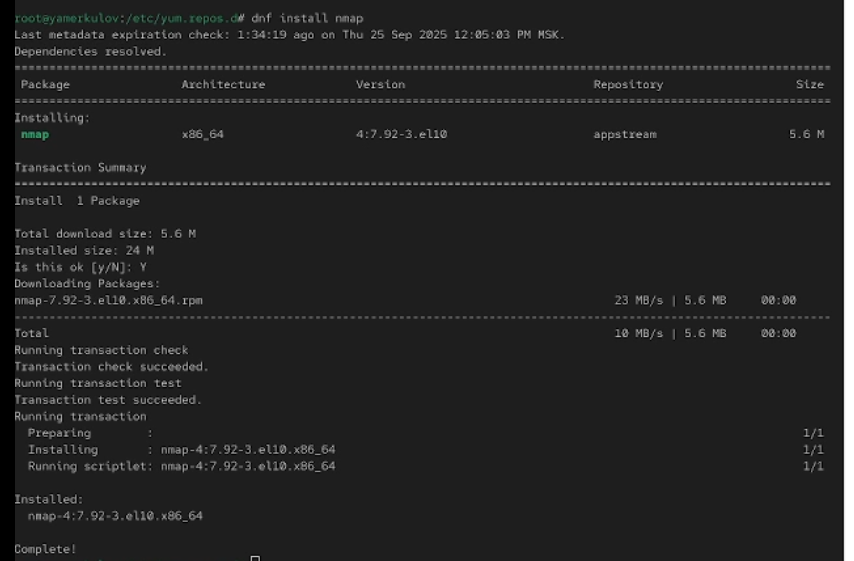 root@yamerkulov:/etc/yum.repos.d# dnf install nmap
Last metadata expiration check: 1:34:19 ago on Thu 25 Sep 2025 12:05:03 PM MSK.
Dependencies resolved.
================================================================================
Package Architecture Version Repository Size
================================================================================
Installing:
nmap x86_64 4:7.92-3.el10 appstream 5.6 M
Transaction Summary
================================================================================
Install 1 Package
Total download size: 5.6 M
Installed size: 24 M
Is this ok [y/N]: Y
Downloading Packages:
nmap-7.92-3.el10.x86_64.rpm 23 MB/s | 5.6 MB 00:00
--------------------------------------------------------------------------------
Total 10 MB/s | 5.6 MB 00:00
Running transaction check
Transaction check succeeded.
Running transaction test
Transaction test succeeded.
Running transaction
Preparing : 1/1
Installing : nmap-4:7.92-3.el10.x86_64 1/1
Running scriptlet: nmap-4:7.92-3.el10.x86_64 1/1
Installed:
nmap-4:7.92-3.el10.x86_64
Complete!